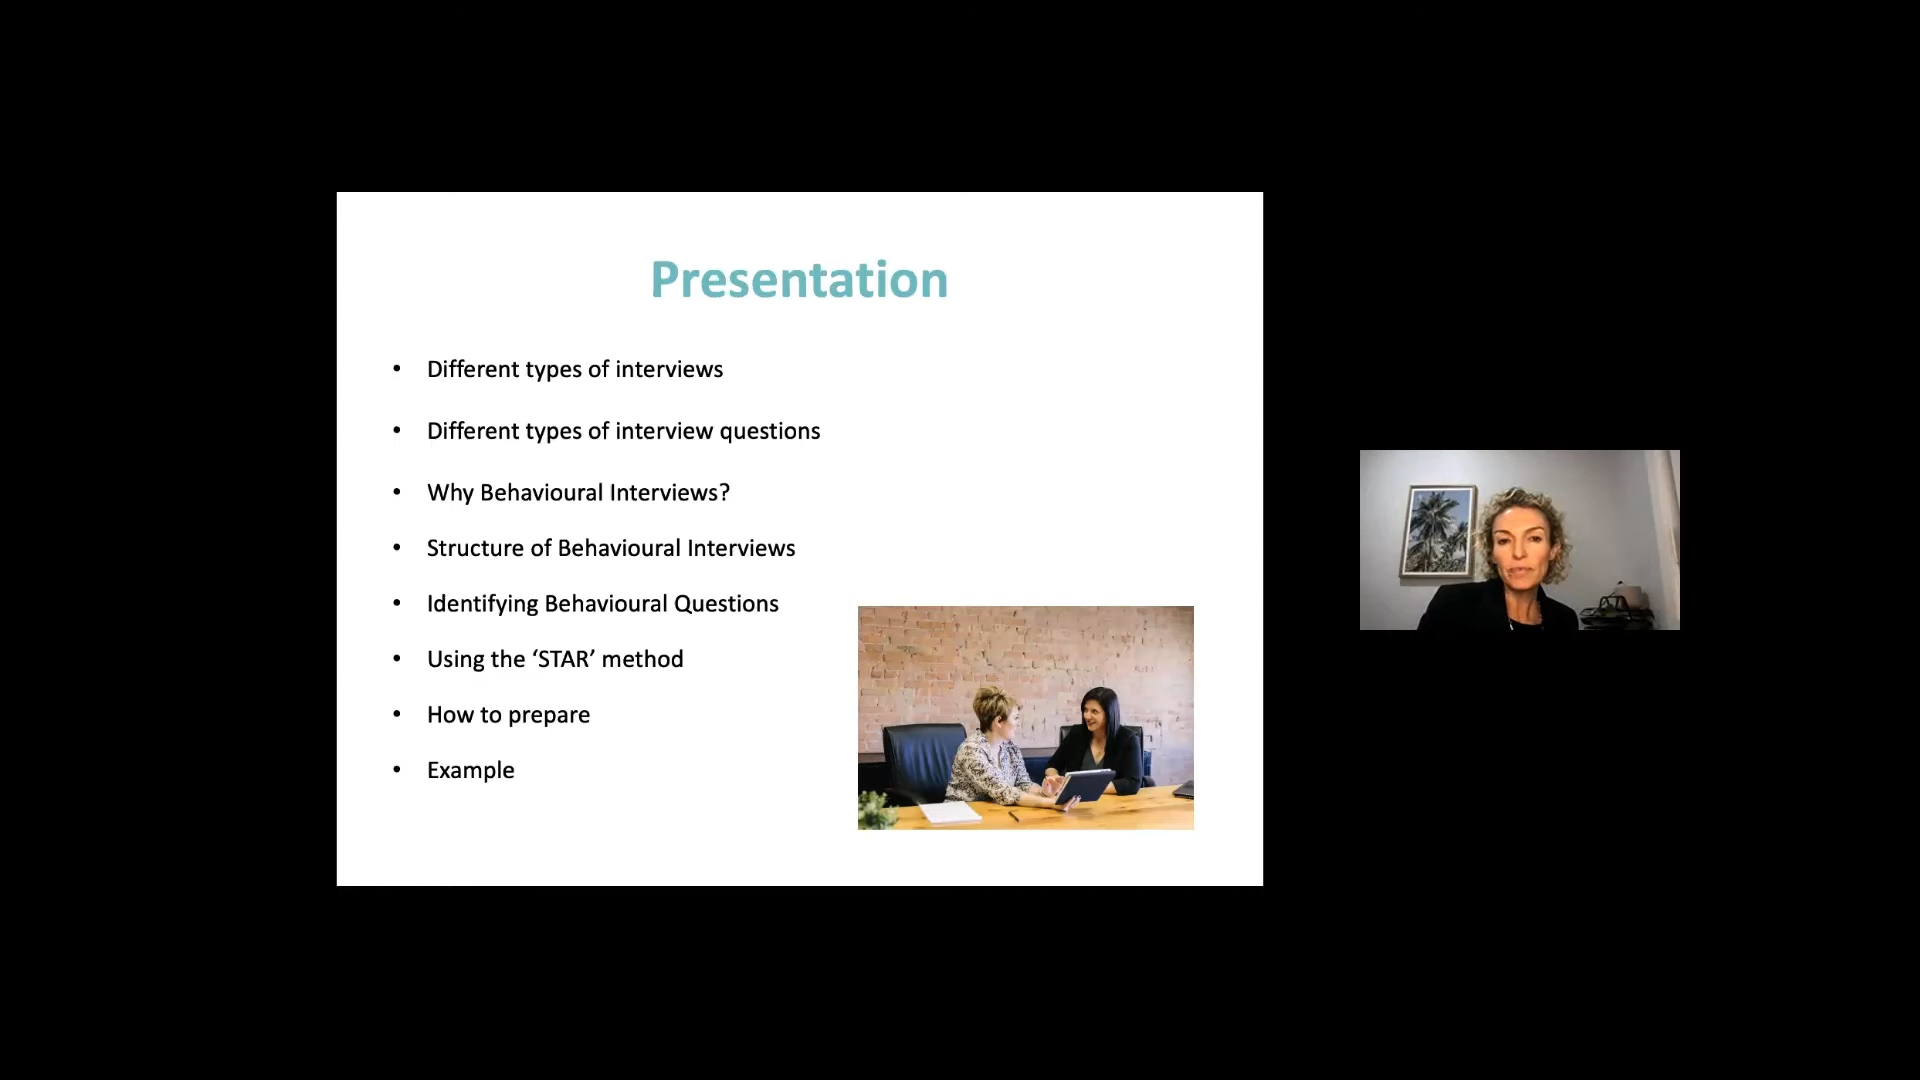 Presentation
• Different types of interviews
• Different types of interview questions
• Why Behavioural Interviews?
• Structure of Behavioural Interviews
• Identifying Behavioural Questions
• Using the ‘STAR’ method
• How to prepare
• Example